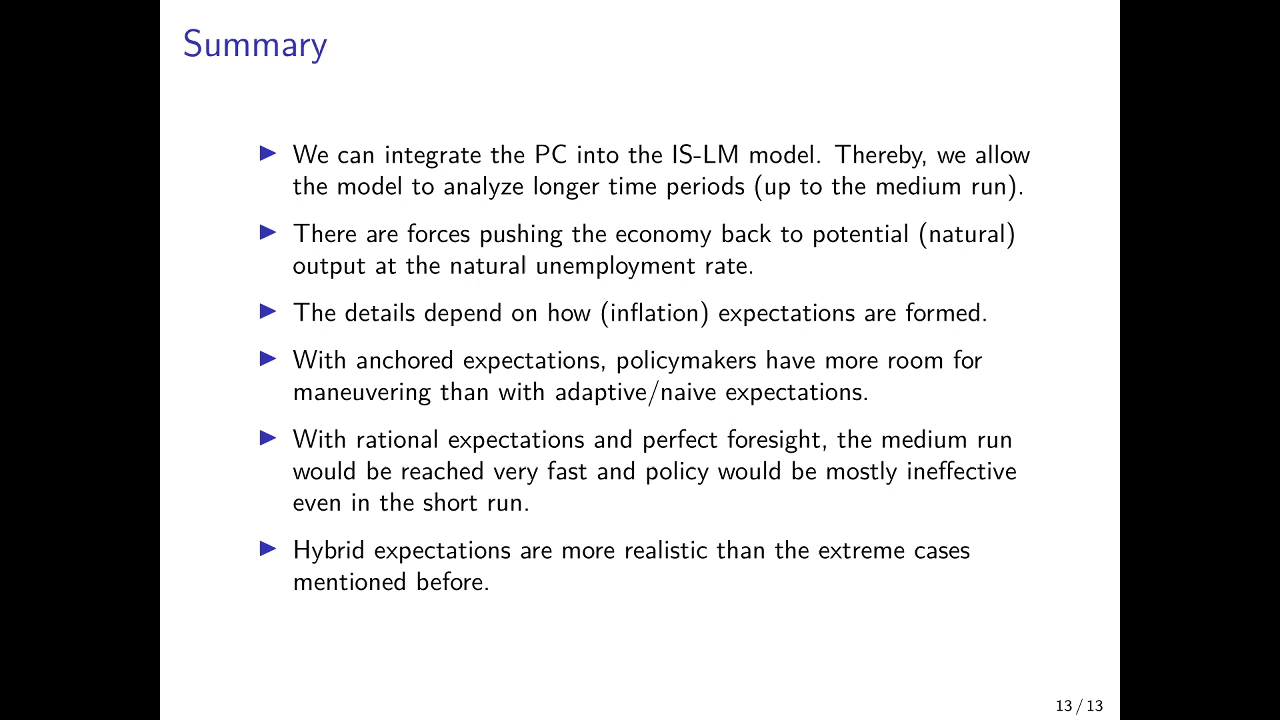 Summary
We can integrate the PC into the IS-LM model. Thereby, we allow
the model to analyze longer time periods (up to the medium run).
There are forces pushing the economy back to potential (natural)
output at the natural unemployment rate.
The details depend on how (inflation) expectations are formed.
With anchored expectations, policymakers have more room for
maneuvering than with adaptive/naive expectations.
With rational expectations and perfect foresight, the medium run
would be reached very fast and policy would be mostly ineffective
even in the short run.
Hybrid expectations are more realistic than the extreme cases
mentioned before.
13 / 13